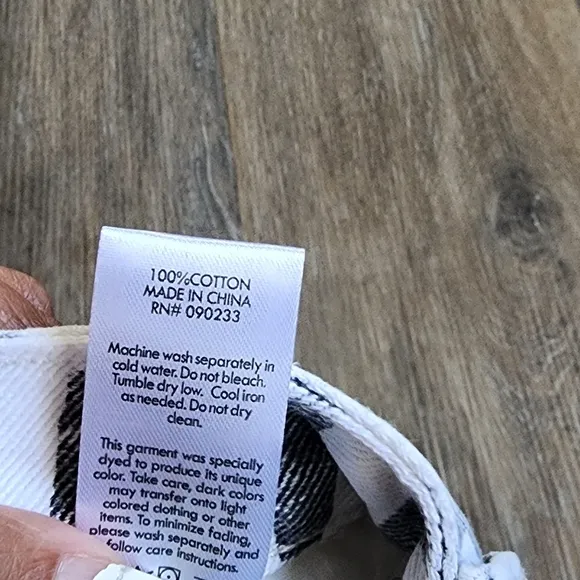 100%COTTON
MADE IN CHINA
RN# 090233
Machine wash separately in
cold water. Do not bleach.
Tumble dry low. Cool iron
as needed. Do not dry
clean.
This garment was specially
dyed to produce its unique
color. Take care, dark colors
may transfer onto light
colored clothing or other
items. To minimize fading,
please wash separately and
follow care instructions.